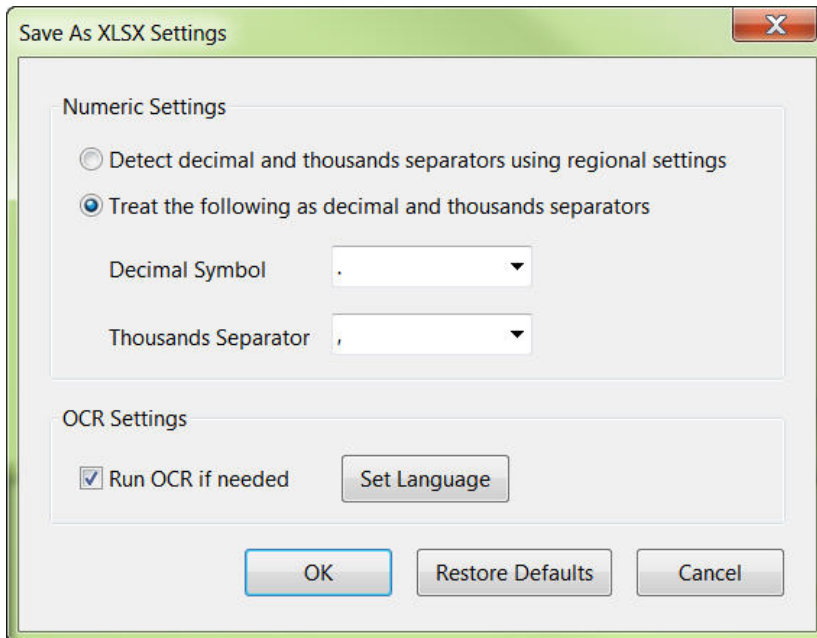 Save As XLSX Settings
Numeric Settings
Detect decimal and thousands separators using regional settings
Treat the following as decimal and thousands separators
Decimal Symbol .
Thousands Separator ,
OCR Settings
Run OCR if needed Set Language
OK Restore Defaults Cancel